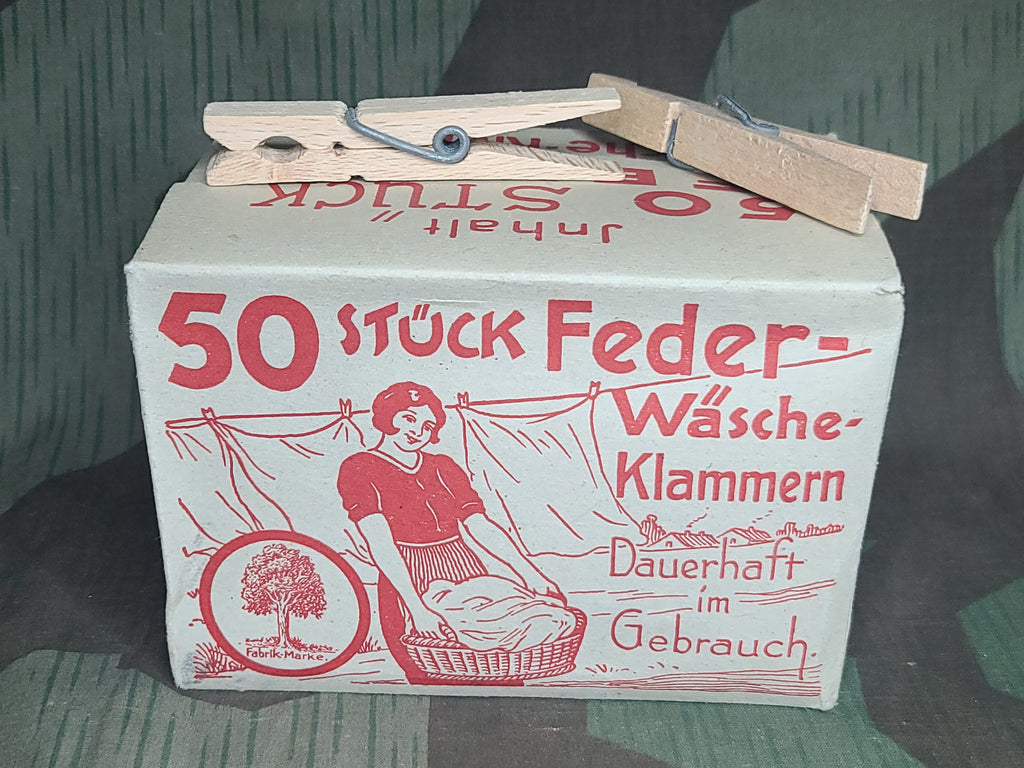 Jnhalt
50 STÜCK
50 STÜCK Feder-
Wäsche-
Klammern
Dauerhaft
im
Gebrauch.
Fabrik-Marke.